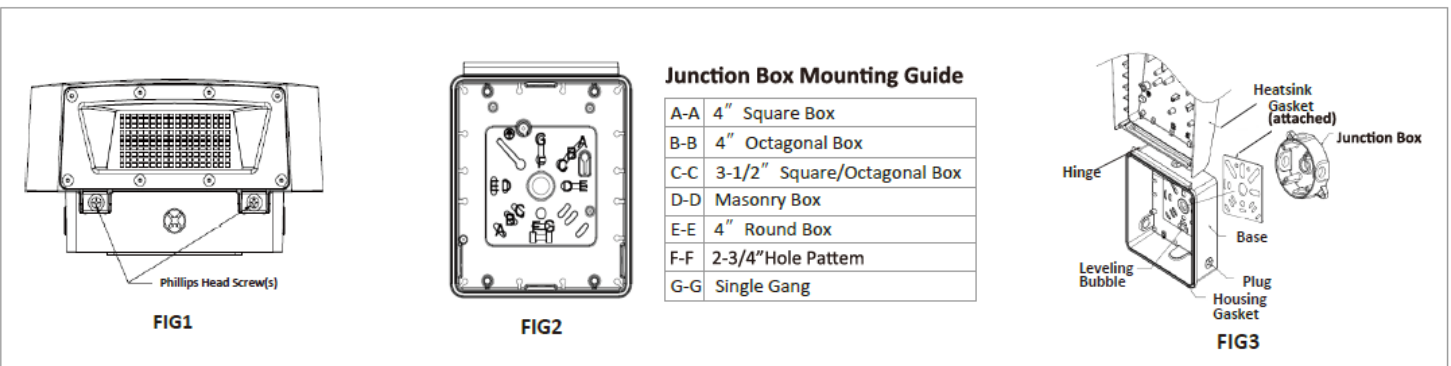 Phillips Head Screw(s)
FIG1
FIG2
Junction Box Mounting Guide
A-A 4″ Square Box
B-B 4″ Octagonal Box
C-C 3-1/2″ Square/Octagonal Box
D-D Masonry Box
E-E 4″ Round Box
F-F 2-3/4″Hole Pattem
G-G Single Gang
Heatsink
Gasket
(attached)
Junction Box
Hinge
Base
Leveling
Bubble
Plug
Housing
Gasket
FIG3